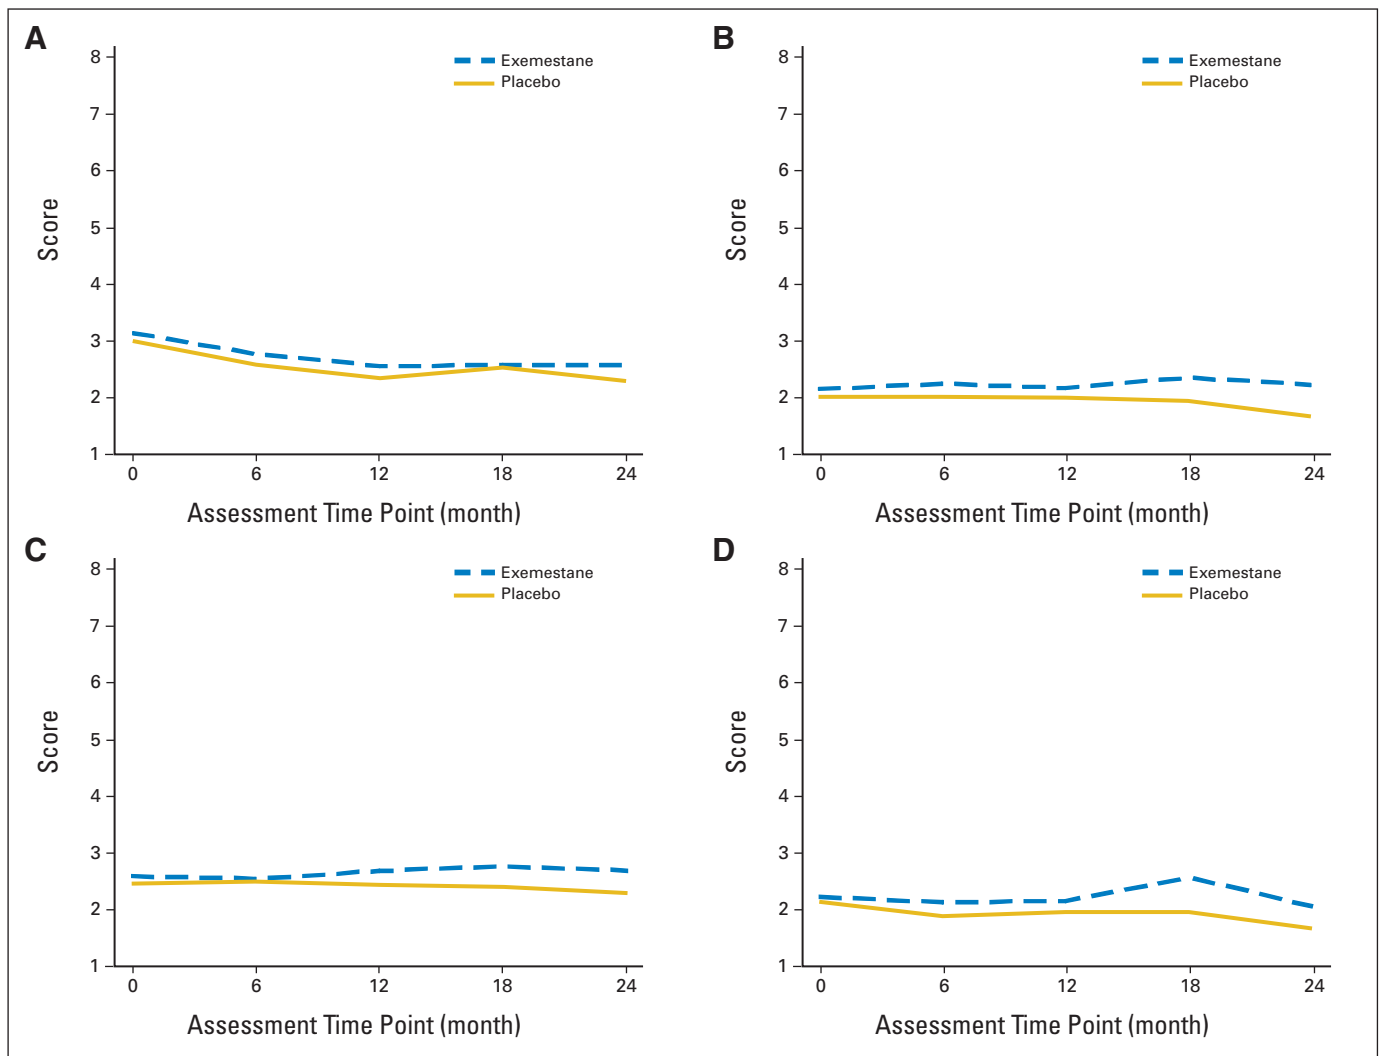 A
8
7
6
5
4
3
2
1
Score
Exemestane
Placebo
0 6 12 18 24
Assessment Time Point (month)
B
8
7
6
5
4
3
2
1
Score
Exemestane
Placebo
0 6 12 18 24
Assessment Time Point (month)
C
8
7
6
5
4
3
2
1
Score
Exemestane
Placebo
0 6 12 18 24
Assessment Time Point (month)
D
8
7
6
5
4
3
2
1
Score
Exemestane
Placebo
0 6 12 18 24
Assessment Time Point (month)